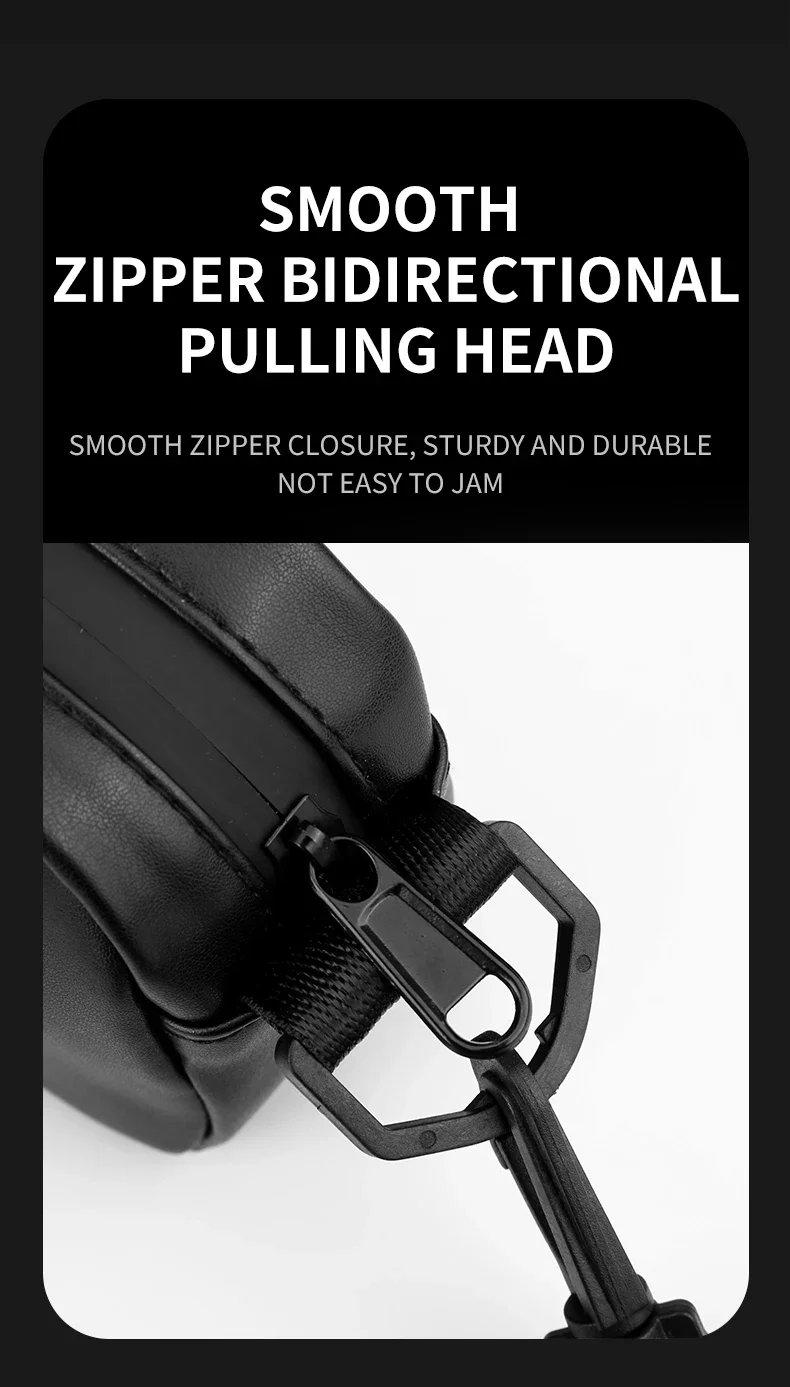 SMOOTH
ZIPPER BIDIRECTIONAL
PULLING HEAD
SMOOTH ZIPPER CLOSURE, STURDY AND DURABLE
NOT EASY TO JAM